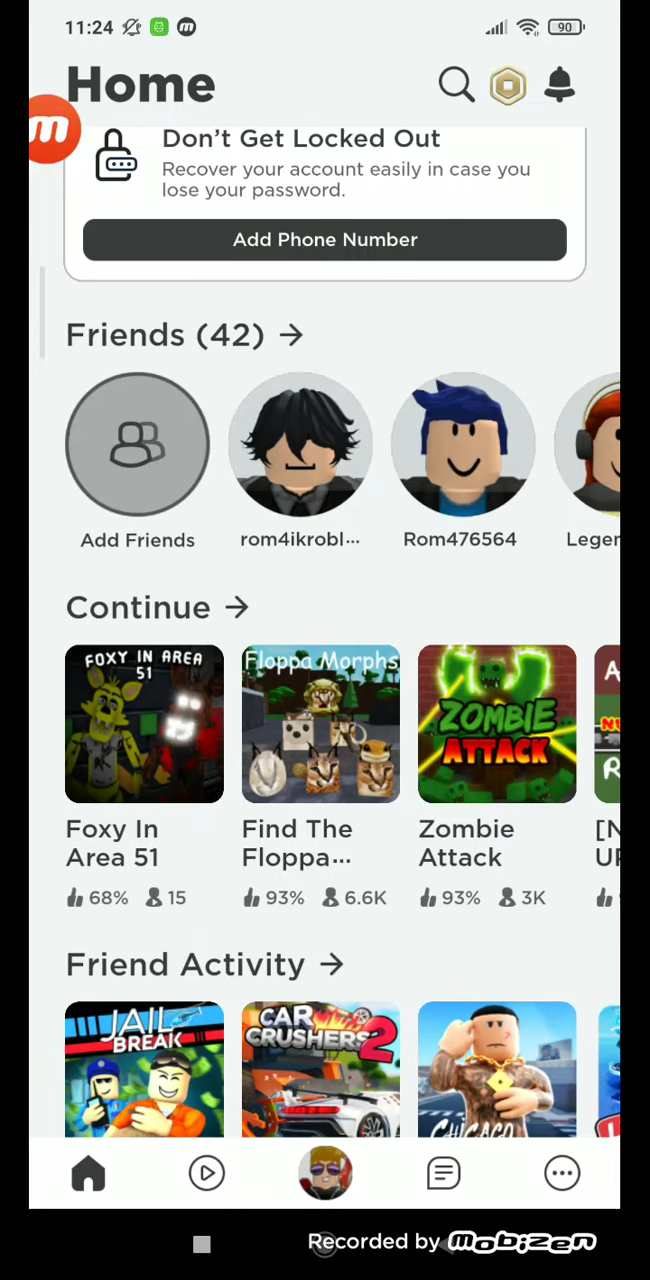 11:24
90
Home
Don't Get Locked Out
Recover your account easily in case you
lose your password.
Add Phone Number
Friends (42) →
Add Friends
rom4ikrobl...
Rom476564
Leger
Continue →
FOXY IN AREA
51
Floppa Morphs
ZOMBIE
ATTACK
Foxy In
Area 51
68% 15
Find The
Floppa...
93% 6.6K
Zombie
Attack
93% 3K
[N
UP
Friend Activity →
JAIL
BREAK
CAR
CRUSHERS 2
CHICAGO
Recorded by mobizen